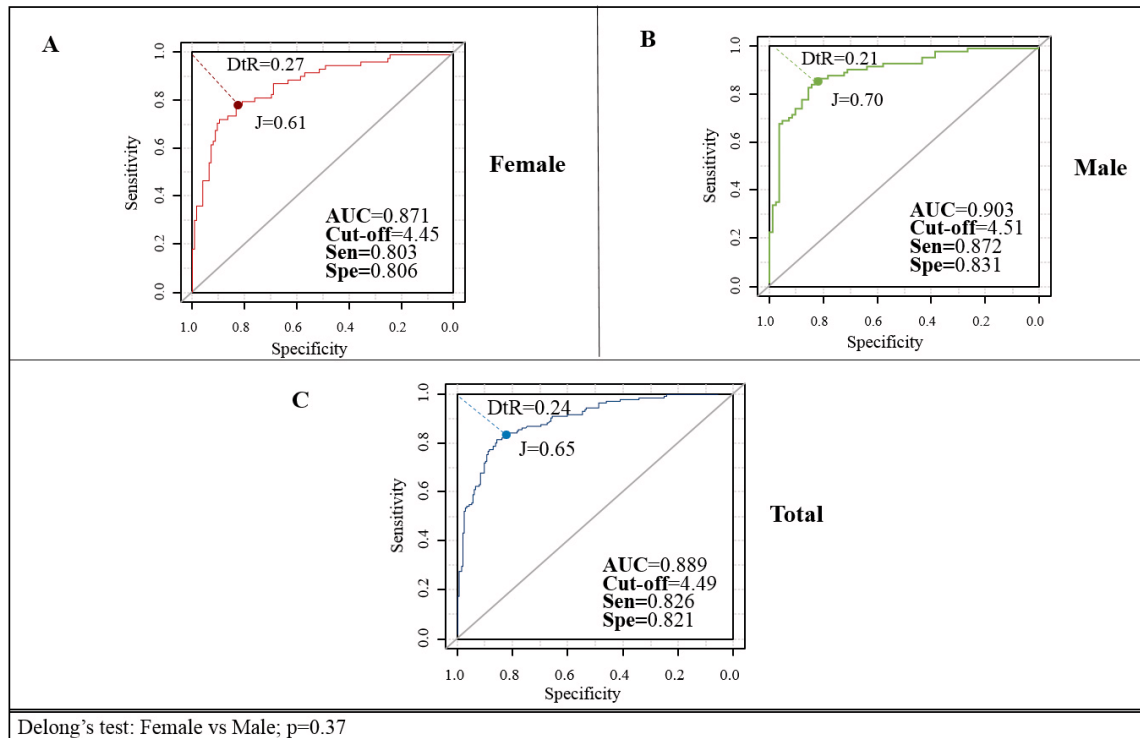 A
DtR=0.27
J=0.61
Female
AUC=0.871
Cut-off=4.45
Sen=0.803
Spe=0.806
Sensitivity
0.0 0.2 0.4 0.6 0.8 1.0
1.0 0.8 0.6 0.4 0.2 0.0
Specificity
B
DtR=0.21
J=0.70
Male
AUC=0.903
Cut-off=4.51
Sen=0.872
Spe=0.831
Sensitivity
0.0 0.2 0.4 0.6 0.8 1.0
1.0 0.8 0.6 0.4 0.2 0.0
Specificity
C
DtR=0.24
J=0.65
Total
AUC=0.889
Cut-off=4.49
Sen=0.826
Spe=0.821
Sensitivity
0.0 0.2 0.4 0.6 0.8 1.0
1.0 0.8 0.6 0.4 0.2 0.0
Specificity
Delong’s test: Female vs Male; p=0.37